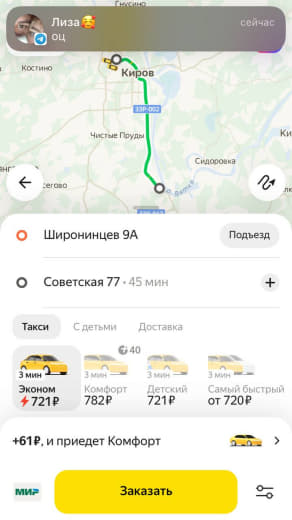 Гнусино
Лиза🥰
сейчас
оц
Костино
Киров
33Р-002
Чистые Пруды
Сидоровка
Вятка
Широнинцев 9А
Подъезд
Советская 77 • 45 мин
Такси
С детьми
Доставка
40
3 мин
3 мин
3 мин
3 мин
Эконом
Комфорт
Детский
Самый быстрый
721₽
782₽
721₽
от 720₽
+61₽, и приедет Комфорт
МИР
Заказать